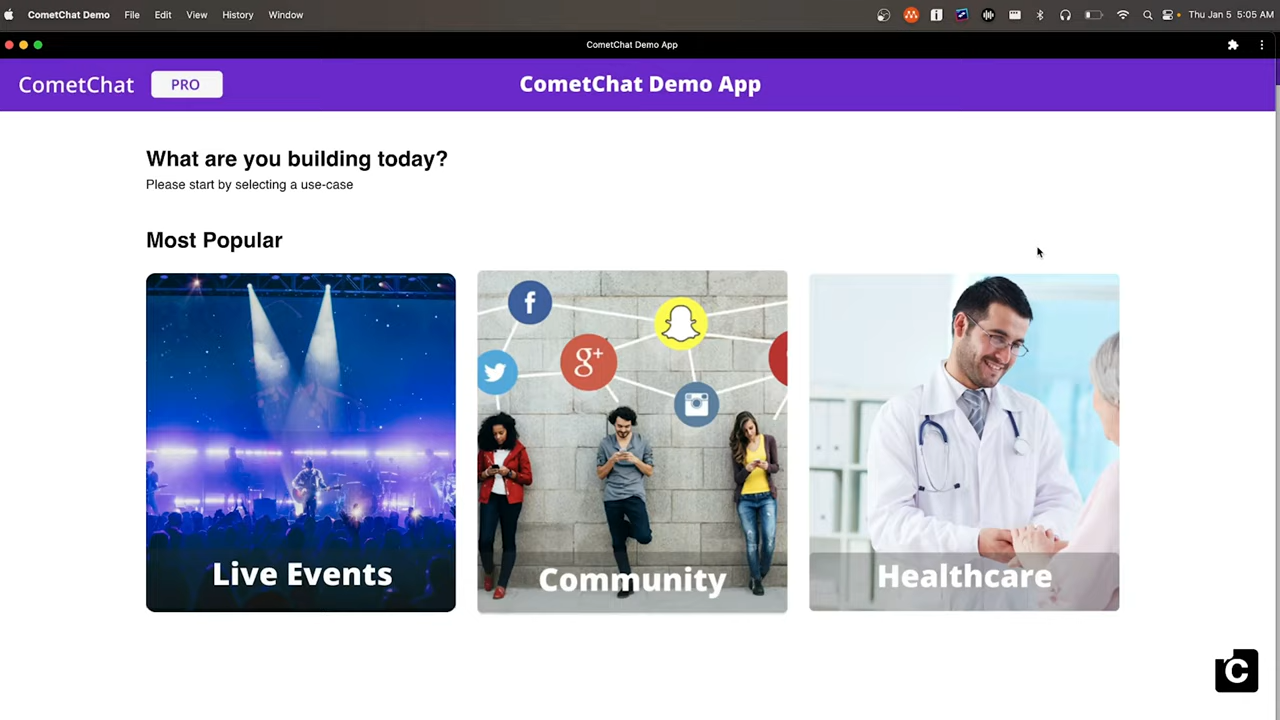 CometChat Demo File Edit View History Window Thu Jan 5 5:05 AM
CometChat Demo App
CometChat PRO CometChat Demo App
What are you building today?
Please start by selecting a use-case
Most Popular
f
g+
Live Events
Community
Healthcare
C